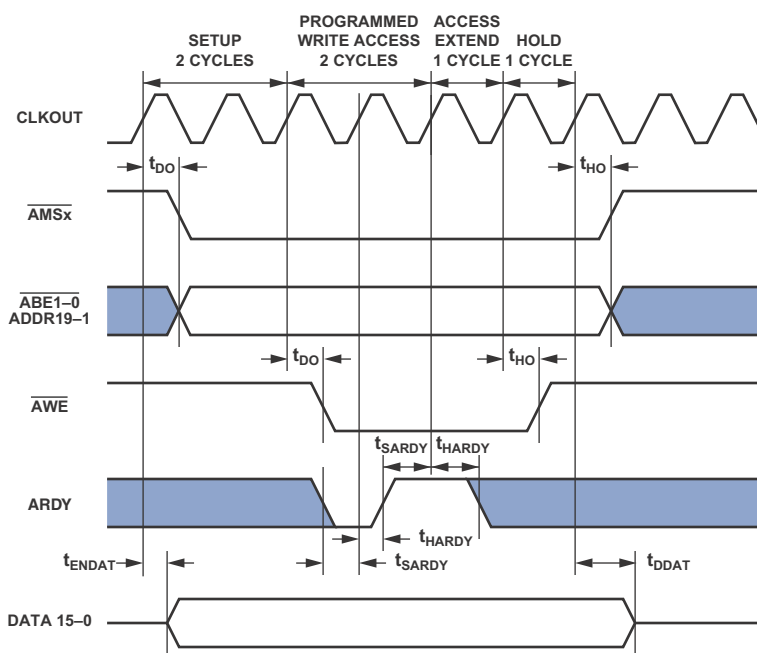 SETUP
2 CYCLES
PROGRAMMED
WRITE ACCESS
2 CYCLES
ACCESS
EXTEND
1 CYCLE
HOLD
1 CYCLE
CLKOUT
tDO
tHO
AMSx
ABE1–0
ADDR19–1
tDO
tHO
AWE
tSARDY
tHARDY
ARDY
tHARDY
tENDAT
tSARDY
tDDAT
DATA 15–0